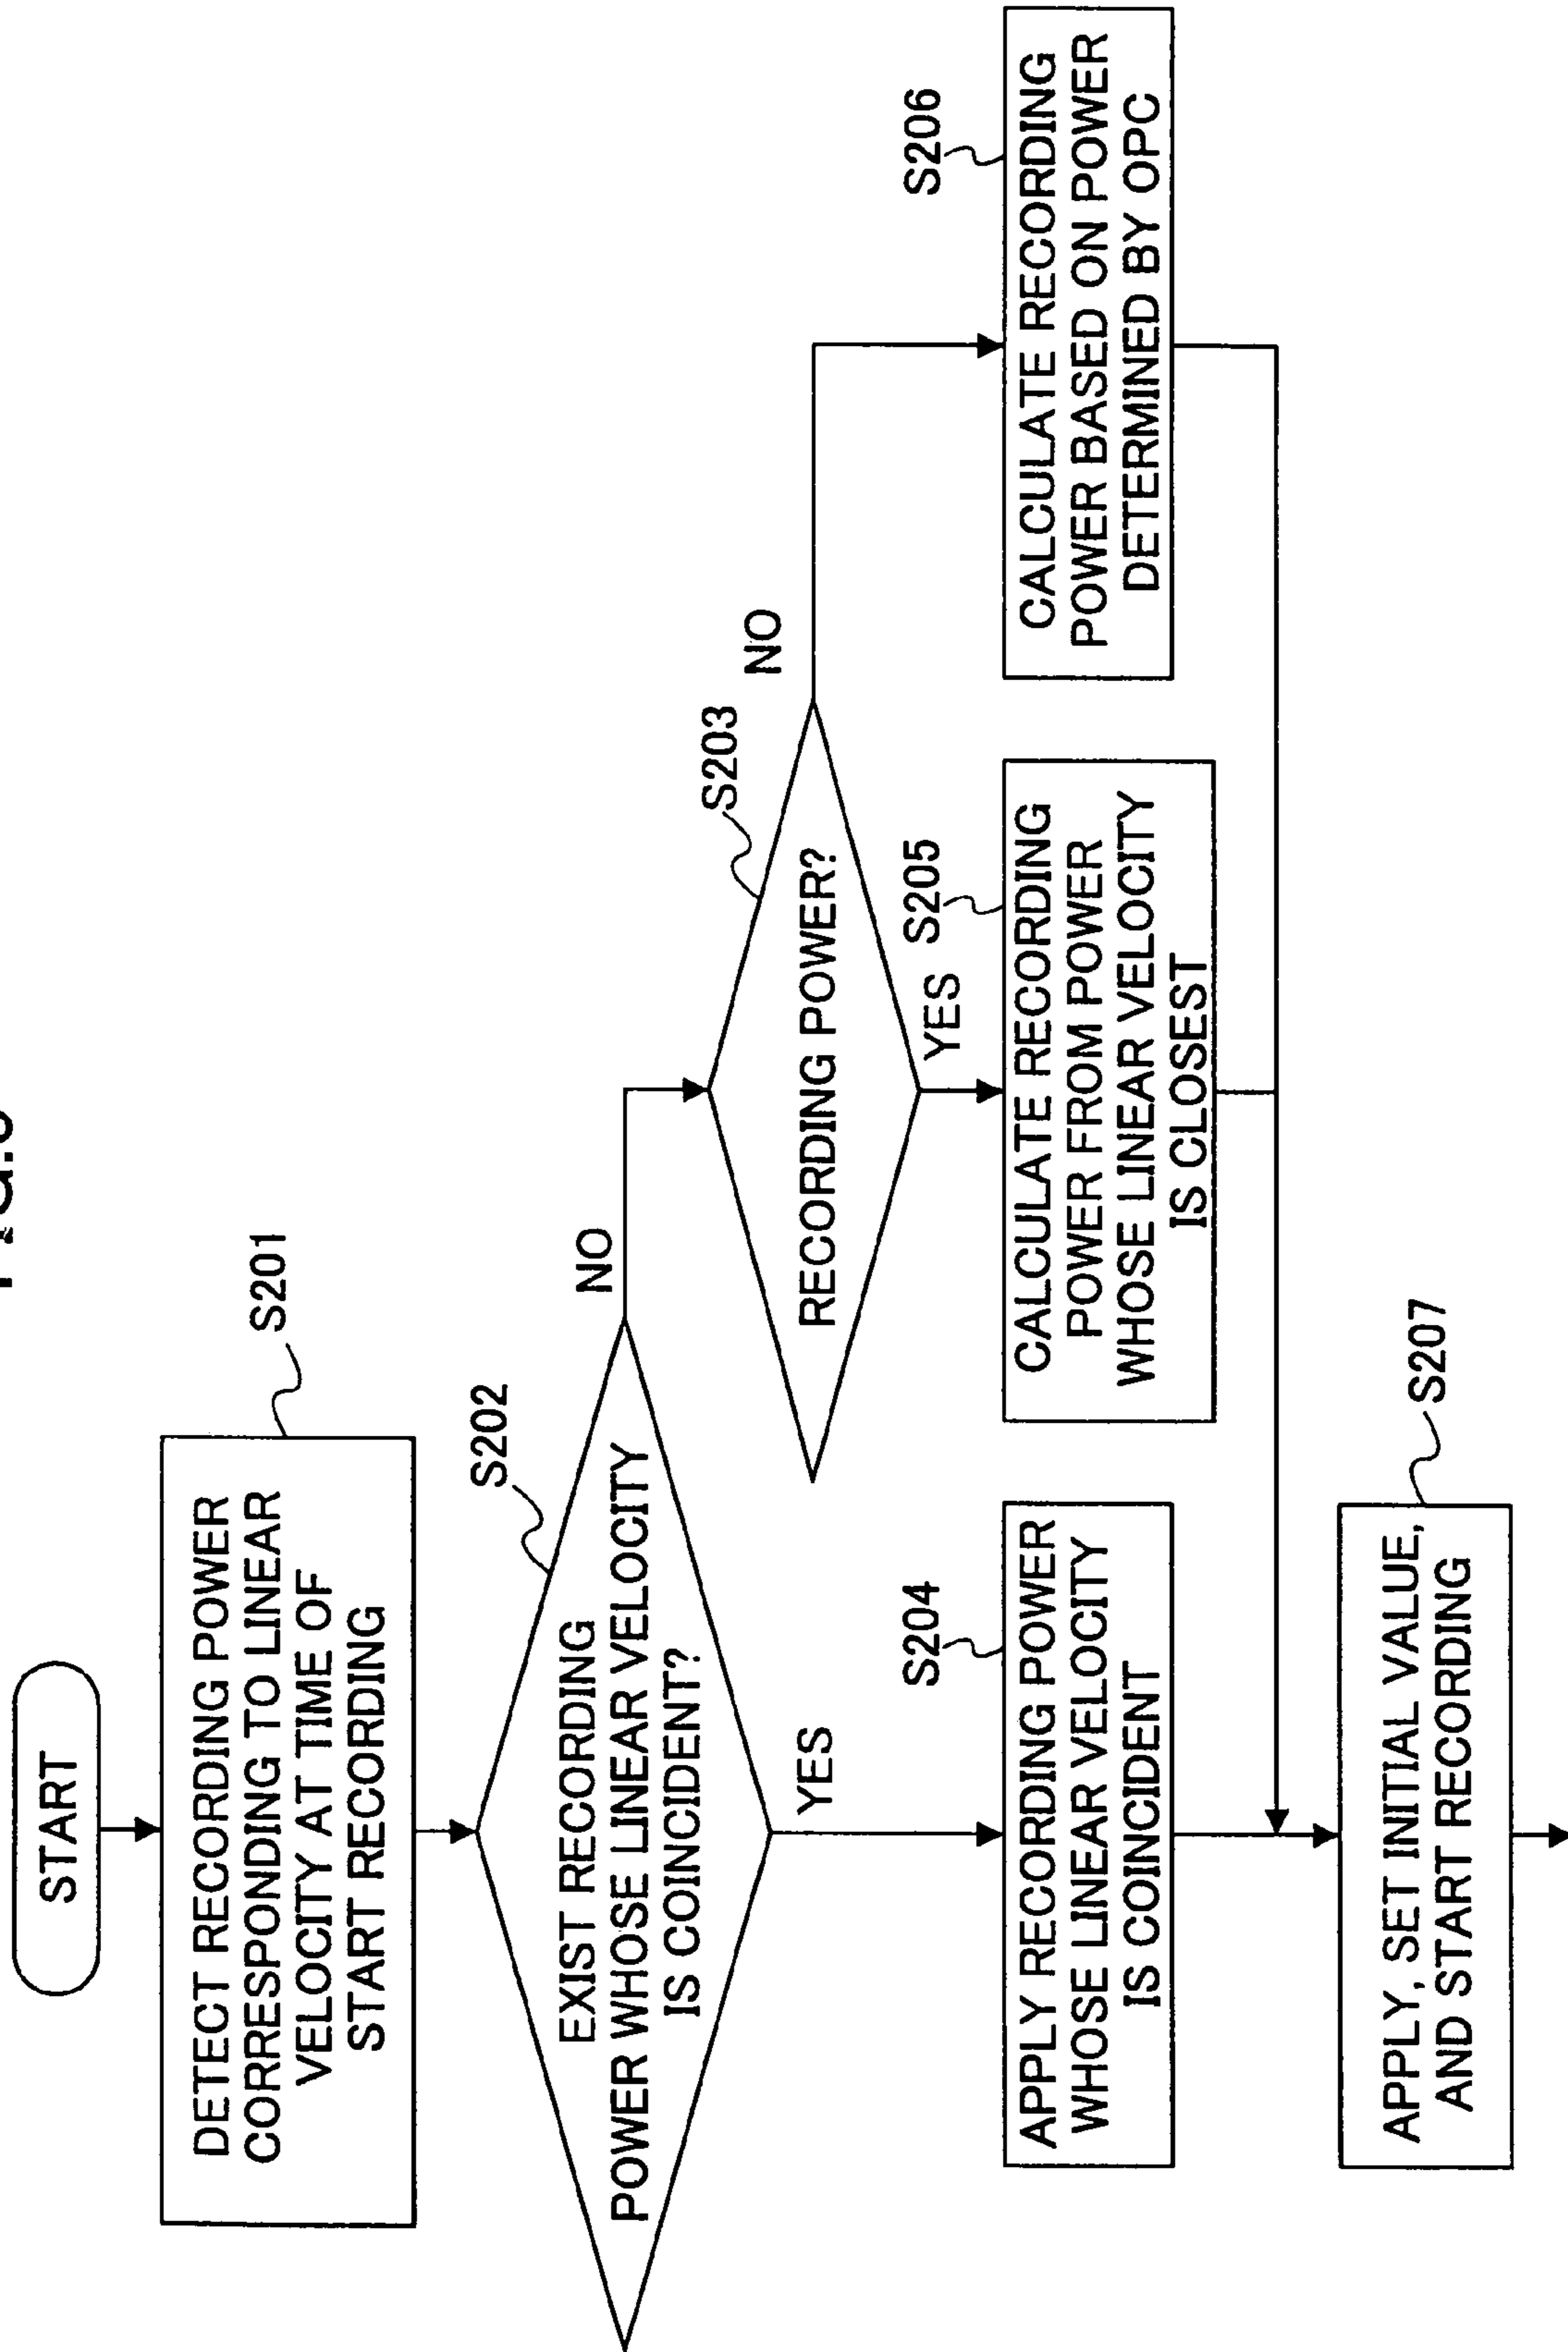 START
DETECT RECORDING POWER
CORRESPONDING TO LINEAR
VELOCITY AT TIME OF
START RECORDING
S201
EXIST RECORDING
POWER WHOSE LINEAR VELOCITY
IS COINCIDENT?
S202
NO
YES
RECORDING POWER?
S203
NO
YES
APPLY RECORDING POWER
WHOSE LINEAR VELOCITY
IS COINCIDENT
S204
CALCULATE RECORDING
POWER FROM POWER
WHOSE LINEAR VELOCITY
IS CLOSEST
S205
CALCULATE RECORDING
POWER BASED ON POWER
DETERMINED BY OPC
S206
APPLY, SET INITIAL VALUE,
AND START RECORDING
S207